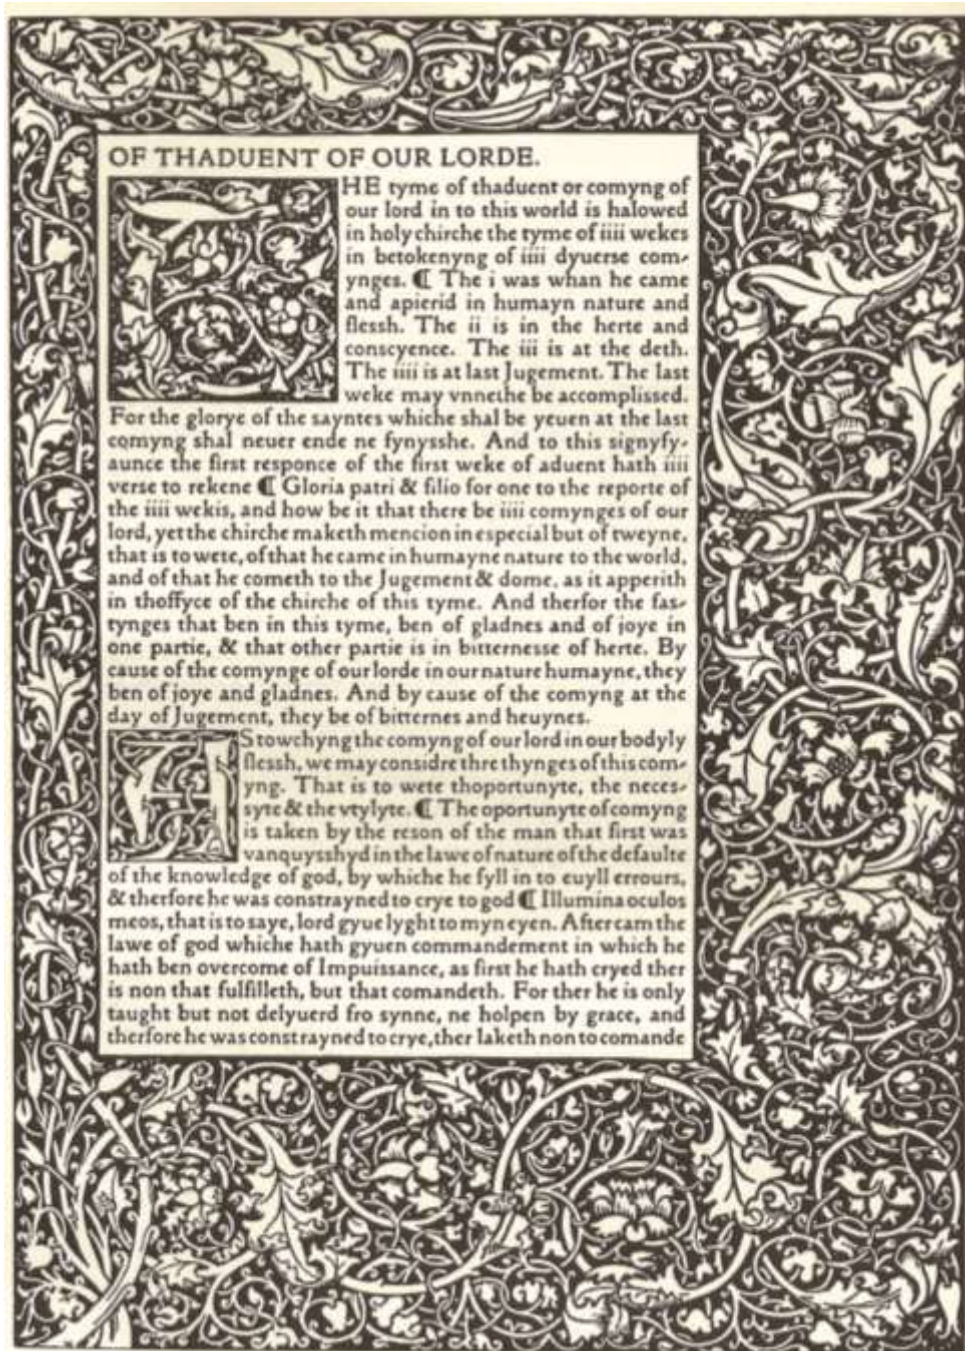 OF THADUENT OF OUR LORDE.
THE tyme of thaduent or comyng of
our lord in to this world is halowed
in holy chirche the tyme of iiii wekes
in betokenyng of iiii dyuerse com-
ynges. ¶ The i was whan he came
and apierid in humayn nature and
flessh. The ii is in the herte and
conscyence. The iii is at the deth.
The iiii is at last Jugement. The last
weke may vnnethe be accomplissed.
For the glorye of the sayntes whiche shal be yeuen at the last
comyng shal neuer ende ne fynysshe. And to this signyfy-
aunce the first responce of the first weke of aduent hath iiii
verse to rekene ¶ Gloria patri & filio for one to the reporte of
the iiii wekis, and how be it that there be iiii comynges of our
lord, yet the chirche maketh mencion in especial but of tweyne,
that is to wete, of that he came in humayne nature to the world,
and of that he cometh to the Jugement & dome, as it apperith
in thoffyce of the chirche of this tyme. And therfor the fas-
tynges that ben in this tyme, ben of gladnes and of joye in
one partie, & that other partie is in bitternesse of herte. By
cause of the comynge of our lorde in our nature humayne, they
ben of joye and gladnes. And by cause of the comyng at the
day of Jugement, they be of bitternes and heuynes.
AS towchyng the comyng of our lord in our bodyly
flessh, we may considre thre thynges of this com-
yng. That is to wete thoportunyte, the neces-
syte & the vtylyte. ¶ The oportunyte of comyng
is taken by the reson of the man that first was
vanquysshyd in the lawe of nature of the defaulte
of the knowledge of god, by whiche he fyll in to euyll errours,
& therfore he was constrayned to crye to god ¶ Illumina oculos
meos, that is to saye, lord gyue lyght to myn eyen. After cam the
lawe of god whiche hath gyuen commandement in which he
hath ben overcome of Impuissance, as first he hath cryed ther
is non that fulfilleth, but that comandeth. For ther he is only
taught but not delyuerd fro synne, ne holpen by grace, and
therfore he was constrayned to crye, ther laketh non to comande